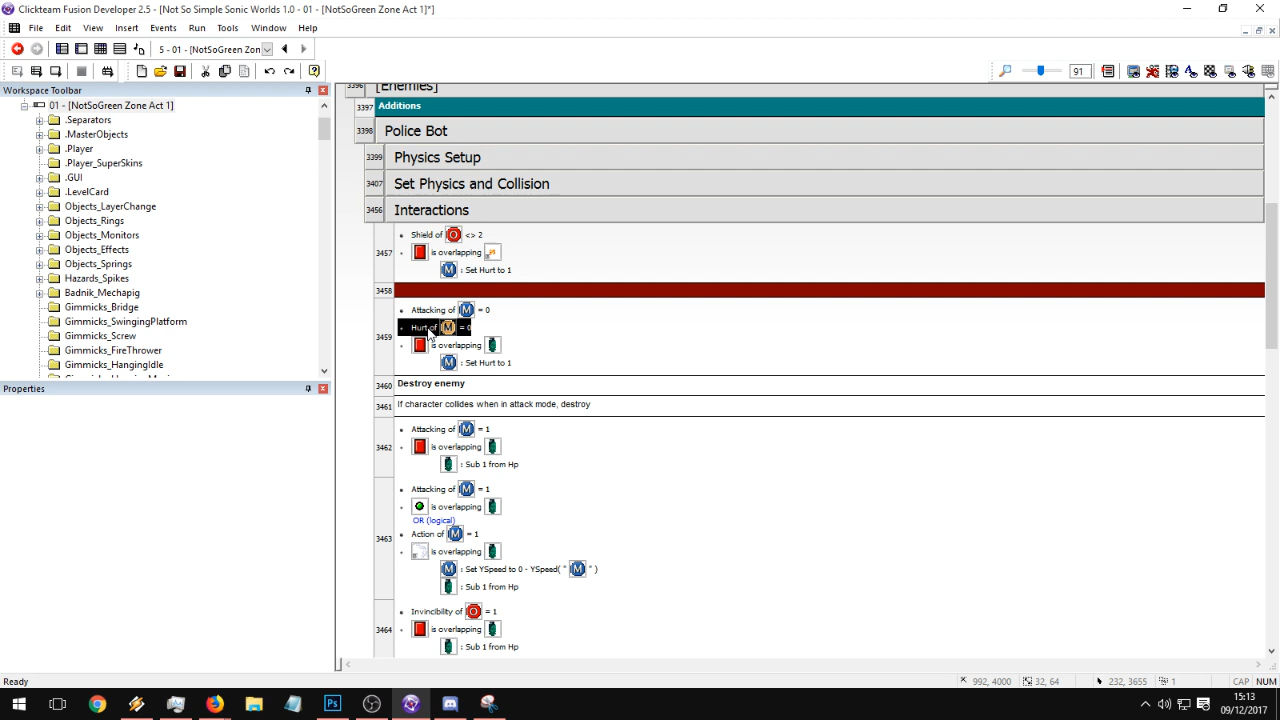 Clickteam Fusion Developer 2.5 - [Not So Simple Sonic Worlds 1.0 - 01 - [NotSoGreen Zone Act 1]*]
File Edit View Insert Events Run Tools Window Help
5 - 01 - [NotSoGreen Zon
91
Workspace Toolbar
01 - [NotSoGreen Zone Act 1]
.Separators
.MasterObjects
.Player
.Player_SuperSkins
.GUI
.LevelCard
Objects_LayerChange
Objects_Rings
Objects_Monitors
Objects_Effects
Objects_Springs
Hazards_Spikes
Badnik_Mechapig
Gimmicks_Bridge
Gimmicks_SwingingPlatform
Gimmicks_Screw
Gimmicks_FireThrower
Gimmicks_HangingIdle
Properties
3396 [Enemies]
3397 Additions
3398 Police Bot
3399 Physics Setup
3407 Set Physics and Collision
3456 Interactions
Shield of O <> 2
3457 is overlapping
M : Set Hurt to 1
3458
Attacking of M = 0
Hurt of M = 0
3459
is overlapping
M : Set Hurt to 1
3460 Destroy enemy
3461 If character collides when in attack mode, destroy
Attacking of M = 1
3462 is overlapping
: Sub 1 from Hp
Attacking of M = 1
is overlapping
OR (logical)
3463 Action of M = 1
is overlapping
M : Set YSpeed to 0 - YSpeed( " M " )
: Sub 1 from Hp
Invincibility of O = 1
3464 is overlapping
: Sub 1 from Hp
Ready
992, 4000 32, 64 232, 3655 1 CAP NUM
Ps
15:13
09/12/2017